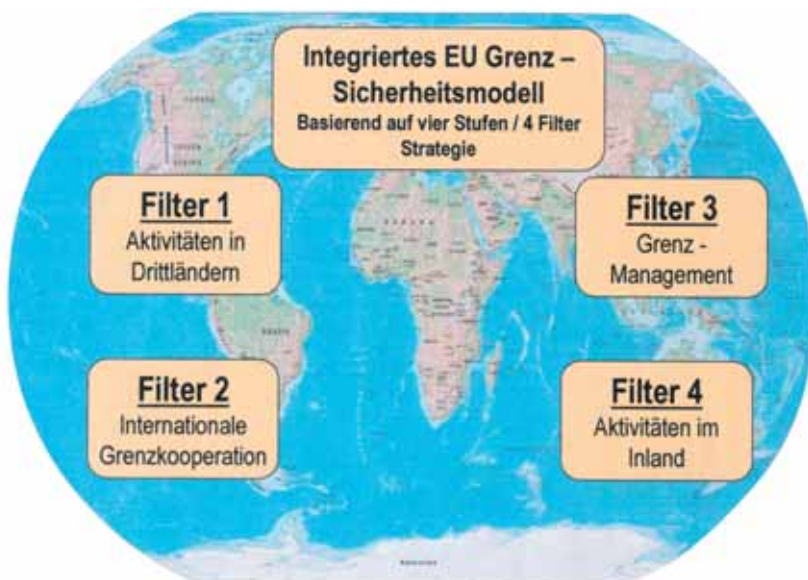 Integriertes EU Grenz –
Sicherheitsmodell
Basierend auf vier Stufen / 4 Filter
Strategie
Filter 1
Aktivitäten in
Drittländern
Filter 2
Internationale
Grenzkooperation
Filter 3
Grenz -
Management
Filter 4
Aktivitäten im
Inland